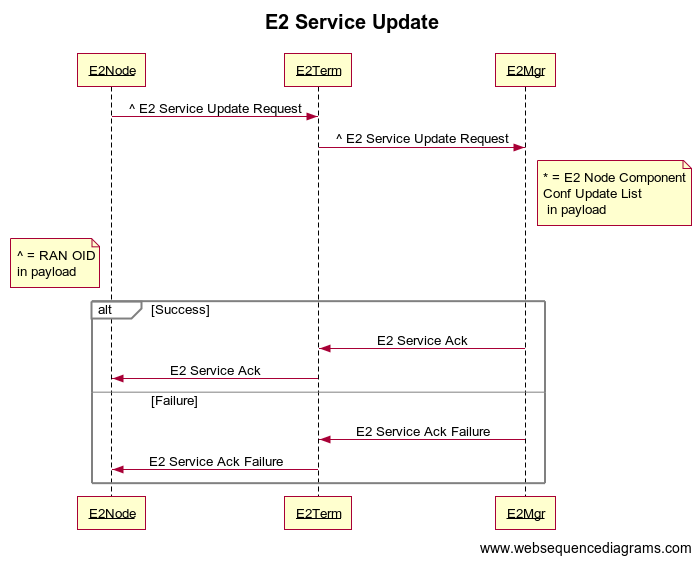 E2 Service Update
E2Node
E2Term
E2Mgr
^ E2 Service Update Request
^ E2 Service Update Request
* = E2 Node Component
Conf Update List
in payload
^ = RAN OID
in payload
alt
[Success]
E2 Service Ack
E2 Service Ack
[Failure]
E2 Service Ack Failure
E2 Service Ack Failure
E2Node
E2Term
E2Mgr
www.websequencediagrams.com